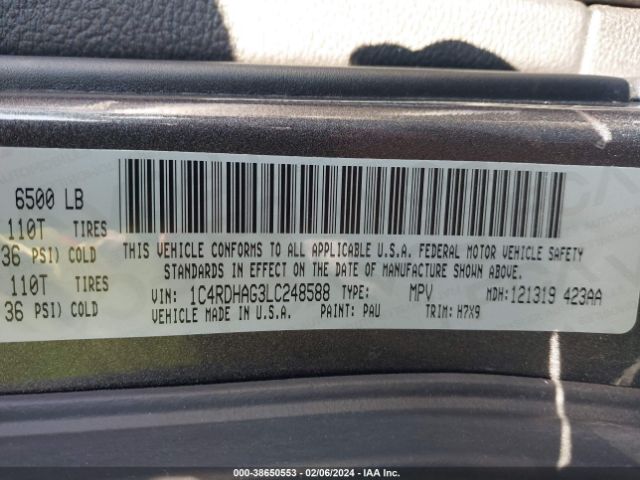 6500 LB
110T TIRES
36 PSI) COLD
110T TIRES
36 PSI) COLD
THIS VEHICLE CONFORMS TO ALL APPLICABLE U.S.A. FEDERAL MOTOR VEHICLE SAFETY
STANDARDS IN EFFECT ON THE DATE OF MANUFACTURE SHOWN ABOVE.
VIN: 1C4RDHAG3LC248588 TYPE: MPV MDH:121319 423AA
VEHICLE MADE IN U.S.A. PAINT: PAU TRIM: H7X9
000-38650553 - 02/06/2024 - IAA Inc.